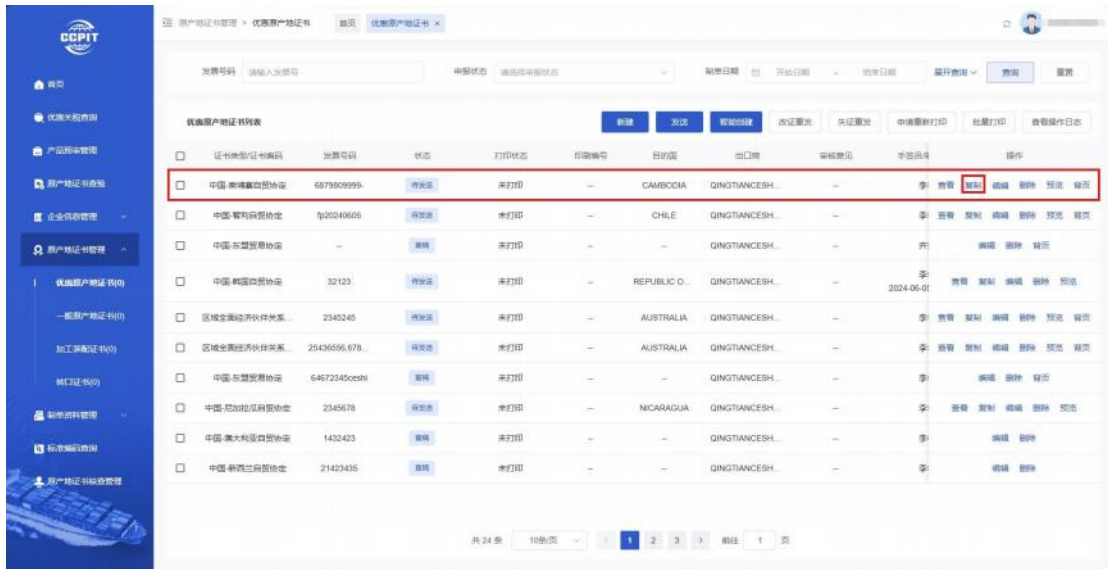 CCPIT
首页
优惠关税查询
产品预审管理
原产地证书查验
企业信息管理
原产地证书管理
优惠原产地证书(0)
一般原产地证书(0)
加工装配证书(0)
转口证书(0)
制单资料管理
标准编码查询
原产地证书核查管理
原产地证书管理 > 优惠原产地证书 首页 优惠原产地证书 ×
发票号码 请输入发票号 申报状态 请选择申报状态 制单日期 开始日期 - 结束日期 展开查询 查询 重置
优惠原产地证书列表 新建 发送 智能创建 改证重发 失证重发 申请重新打印 批量打印 查看操作日志
证书类型/证书编码 发票号码 状态 打印状态 印刷编号 目的国 出口商 审核意见 手签员/ 操作
中国-柬埔寨自贸协定 6879809999- 待发送 未打印 -- CAMBODIA QINGTIANCESH... -- 李 查看 复制 编辑 删除 预览 背页
中国-智利自贸协定 fp20240605 待发送 未打印 -- CHILE QINGTIANCESH... -- 李 查看 复制 编辑 删除 预览 背页
中国-东盟贸易协定 -- 草稿 未打印 -- -- QINGTIANCESH... -- 编辑 删除 背页
中国-韩国自贸协定 32123 待发送 未打印 -- REPUBLIC O... QINGTIANCESH... -- 李 2024-06-05 查看 复制 编辑 删除 预览
区域全面经济伙伴关系... 2345245 待发送 未打印 -- AUSTRALIA QINGTIANCESH... -- 李 查看 复制 编辑 删除 预览 背页
区域全面经济伙伴关系... 25436556,678... 待发送 未打印 -- AUSTRALIA QINGTIANCESH... -- 李 查看 复制 编辑 删除 预览 背页
中国-东盟贸易协定 64672345ceshi 草稿 未打印 -- -- QINGTIANCESH... -- 李 编辑 删除 背页
中国-尼加拉瓜自贸协定 2345678 待发送 未打印 -- NICARAGUA QINGTIANCESH... -- 李 查看 复制 编辑 删除 预览
中国-澳大利亚自贸协定 1432423 草稿 未打印 -- -- QINGTIANCESH... -- 李 编辑 删除
中国-新西兰自贸协定 21423435 草稿 未打印 -- -- QINGTIANCESH... -- 李 编辑 删除
共 24 条 10条/页 < 1 2 3 > 前往 1 页